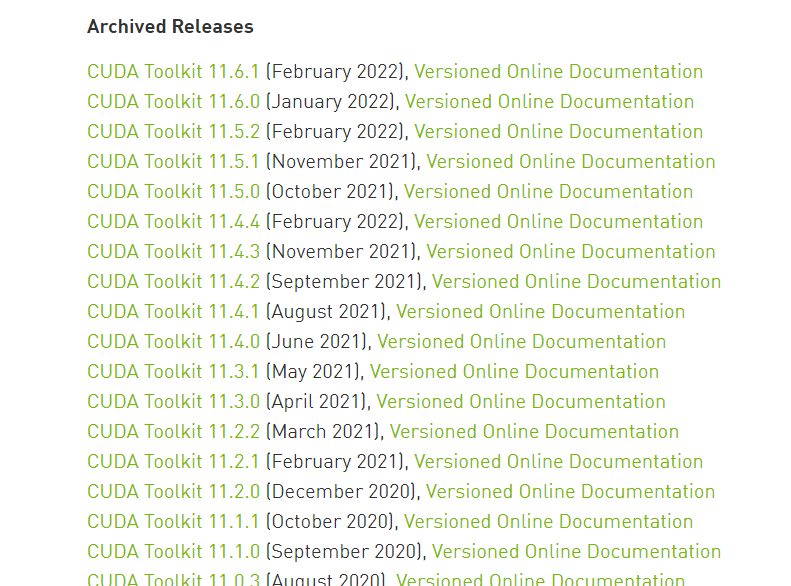 Archived Releases
CUDA Toolkit 11.6.1 (February 2022), Versioned Online Documentation
CUDA Toolkit 11.6.0 (January 2022), Versioned Online Documentation
CUDA Toolkit 11.5.2 (February 2022), Versioned Online Documentation
CUDA Toolkit 11.5.1 (November 2021), Versioned Online Documentation
CUDA Toolkit 11.5.0 (October 2021), Versioned Online Documentation
CUDA Toolkit 11.4.4 (February 2022), Versioned Online Documentation
CUDA Toolkit 11.4.3 (November 2021), Versioned Online Documentation
CUDA Toolkit 11.4.2 (September 2021), Versioned Online Documentation
CUDA Toolkit 11.4.1 (August 2021), Versioned Online Documentation
CUDA Toolkit 11.4.0 (June 2021), Versioned Online Documentation
CUDA Toolkit 11.3.1 (May 2021), Versioned Online Documentation
CUDA Toolkit 11.3.0 (April 2021), Versioned Online Documentation
CUDA Toolkit 11.2.2 (March 2021), Versioned Online Documentation
CUDA Toolkit 11.2.1 (February 2021), Versioned Online Documentation
CUDA Toolkit 11.2.0 (December 2020), Versioned Online Documentation
CUDA Toolkit 11.1.1 (October 2020), Versioned Online Documentation
CUDA Toolkit 11.1.0 (September 2020), Versioned Online Documentation
CUDA Toolkit 11.0.3 (August 2020), Versioned Online Documentation